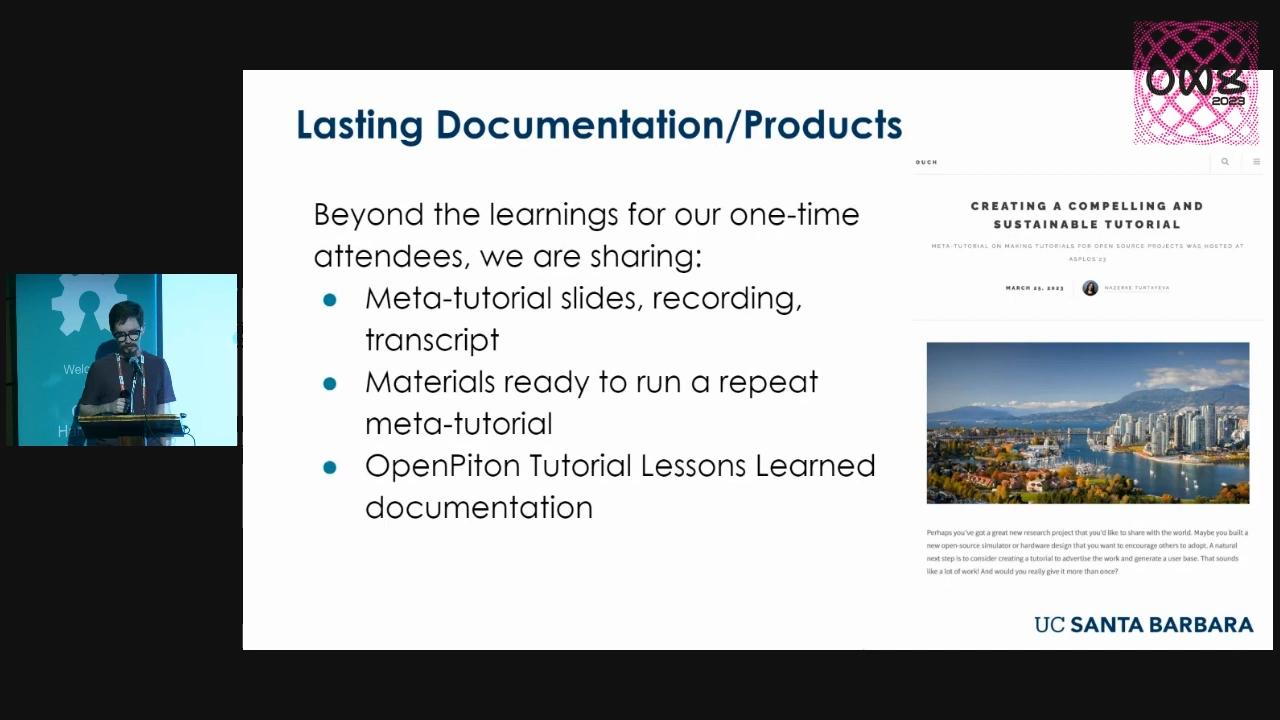 OW8
2023
Lasting Documentation/Products
Beyond the learnings for our one-time
attendees, we are sharing:
● Meta-tutorial slides, recording,
transcript
● Materials ready to run a repeat
meta-tutorial
● OpenPiton Tutorial Lessons Learned
documentation
OUCH
CREATING A COMPELLING AND
SUSTAINABLE TUTORIAL
META-TUTORIAL ON MAKING TUTORIALS FOR OPEN SOURCE PROJECTS WAS HOSTED AT
ASPLOS'23
MARCH 25, 2023
NAZERKE TURTAYEVA
Perhaps you've got a great new research project that you'd like to share with the world. Maybe you built a
new open-source simulator or hardware design that you want to encourage others to adopt. A natural
next step is to consider creating a tutorial to advertise the work and generate a user base. That sounds
like a lot of work! And would you really give it more than once?
UC SANTA BARBARA